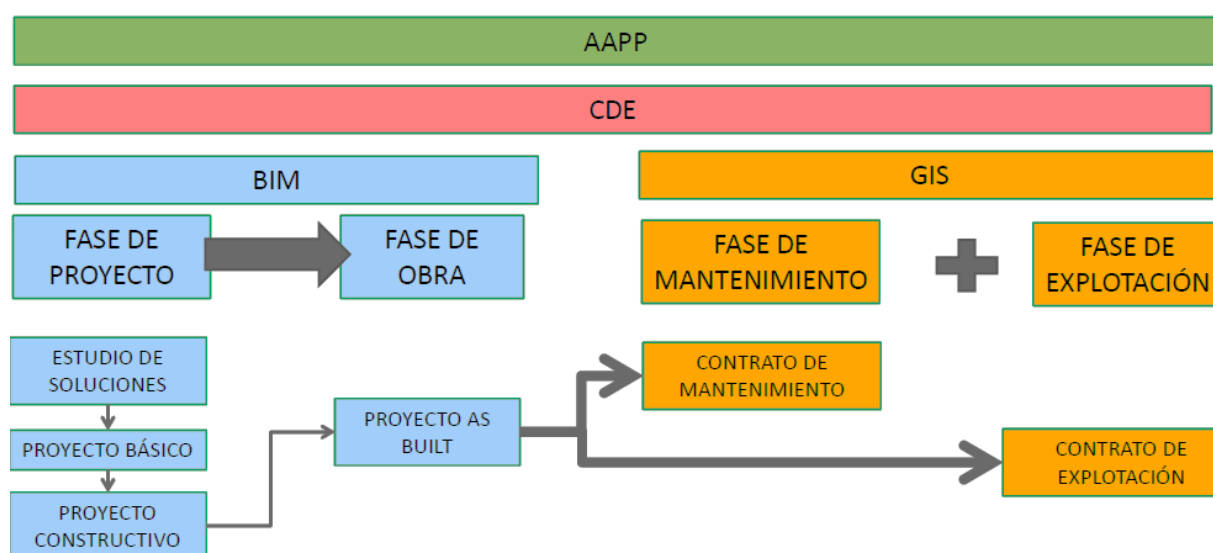 AAPP
CDE
BIM
GIS
FASE DE
PROYECTO
FASE DE
OBRA
FASE DE
MANTENIMIENTO
FASE DE
EXPLOTACIÓN
ESTUDIO DE
SOLUCIONES
PROYECTO BÁSICO
PROYECTO
CONSTRUCTIVO
PROYECTO AS
BUILT
CONTRATO DE
MANTENIMIENTO
CONTRATO DE
EXPLOTACIÓN